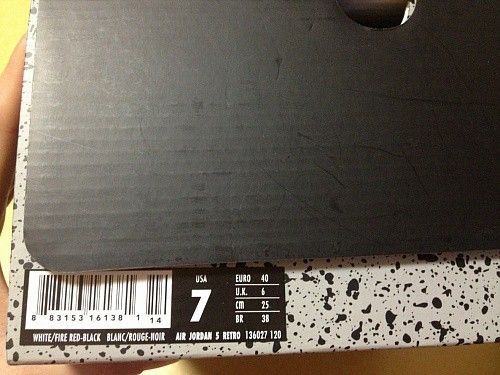 USA
7
EURO 40
U.K. 6
CM 25
BR 38
8 83153 16138 1 14
WHITE/FIRE RED-BLACK BLANC/ROUGE-NOIR AIR JORDAN 5 RETRO 136027 120